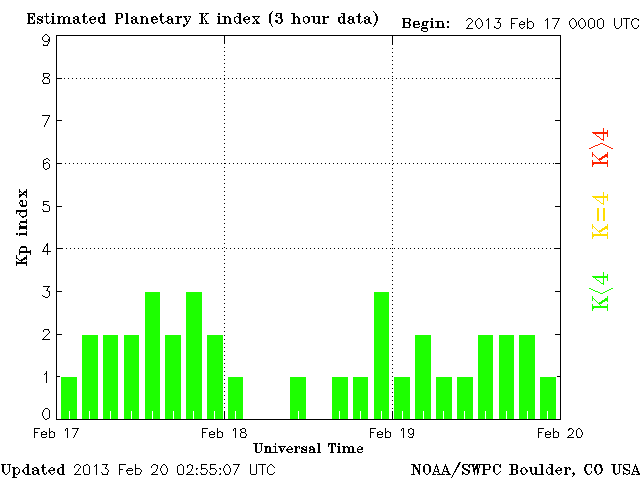 Estimated Planetary K index (3 hour data) Begin: 2013 Feb 17 0000 UTC
9
8
7
6
5
4
3
2
1
0
Kp index
K>4
K=4
K<4
Feb 17 Feb 18 Feb 19 Feb 20
Universal Time
Updated 2013 Feb 20 02:55:07 UTC NOAA/SWPC Boulder, CO USA